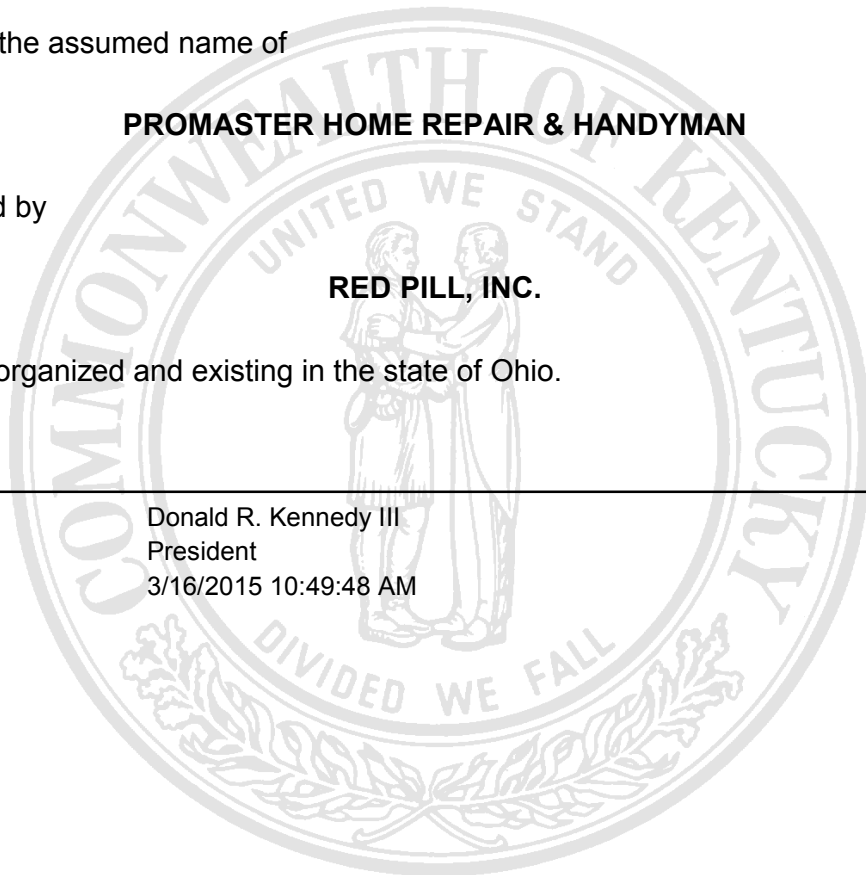 the assumed name of
PROMASTER HOME REPAIR & HANDYMAN
d by
RED PILL, INC.
organized and existing in the state of Ohio.
Donald R. Kennedy III
President
3/16/2015 10:49:48 AM
COMMONWEALTH OF KENTUCKY
UNITED WE STAND
DIVIDED WE FALL